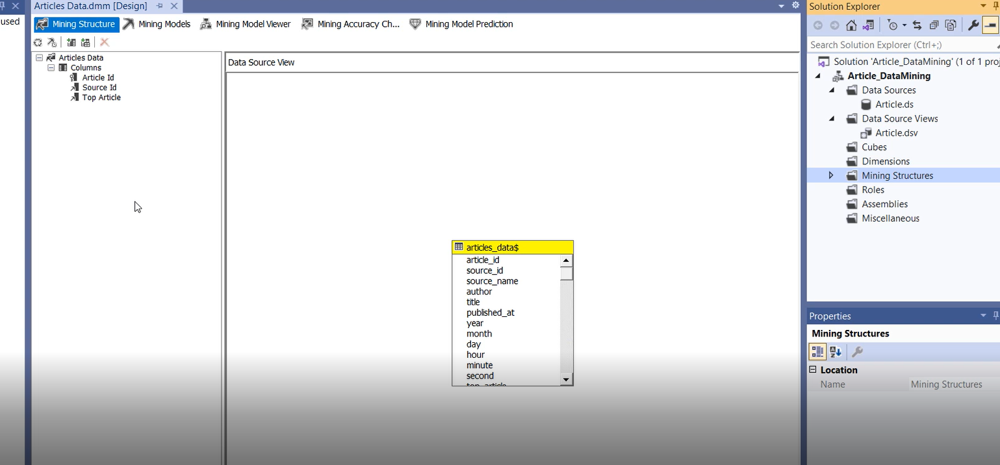 used
Articles Data.dmm [Design]
Mining Structure
Mining Models
Mining Model Viewer
Mining Accuracy Ch...
Mining Model Prediction
Articles Data
Columns
Article Id
Source Id
Top Article
Data Source View
articles_data$
article_id
source_id
source_name
author
title
published_at
year
month
day
hour
minute
second
top_article
Solution Explorer
Search Solution Explorer (Ctrl+;)
Solution 'Article_DataMining' (1 of 1 proj
Article_DataMining
Data Sources
Article.ds
Data Source Views
Article.dsv
Cubes
Dimensions
Mining Structures
Roles
Assemblies
Miscellaneous
Properties
Mining Structures
Location
Name Mining Structures